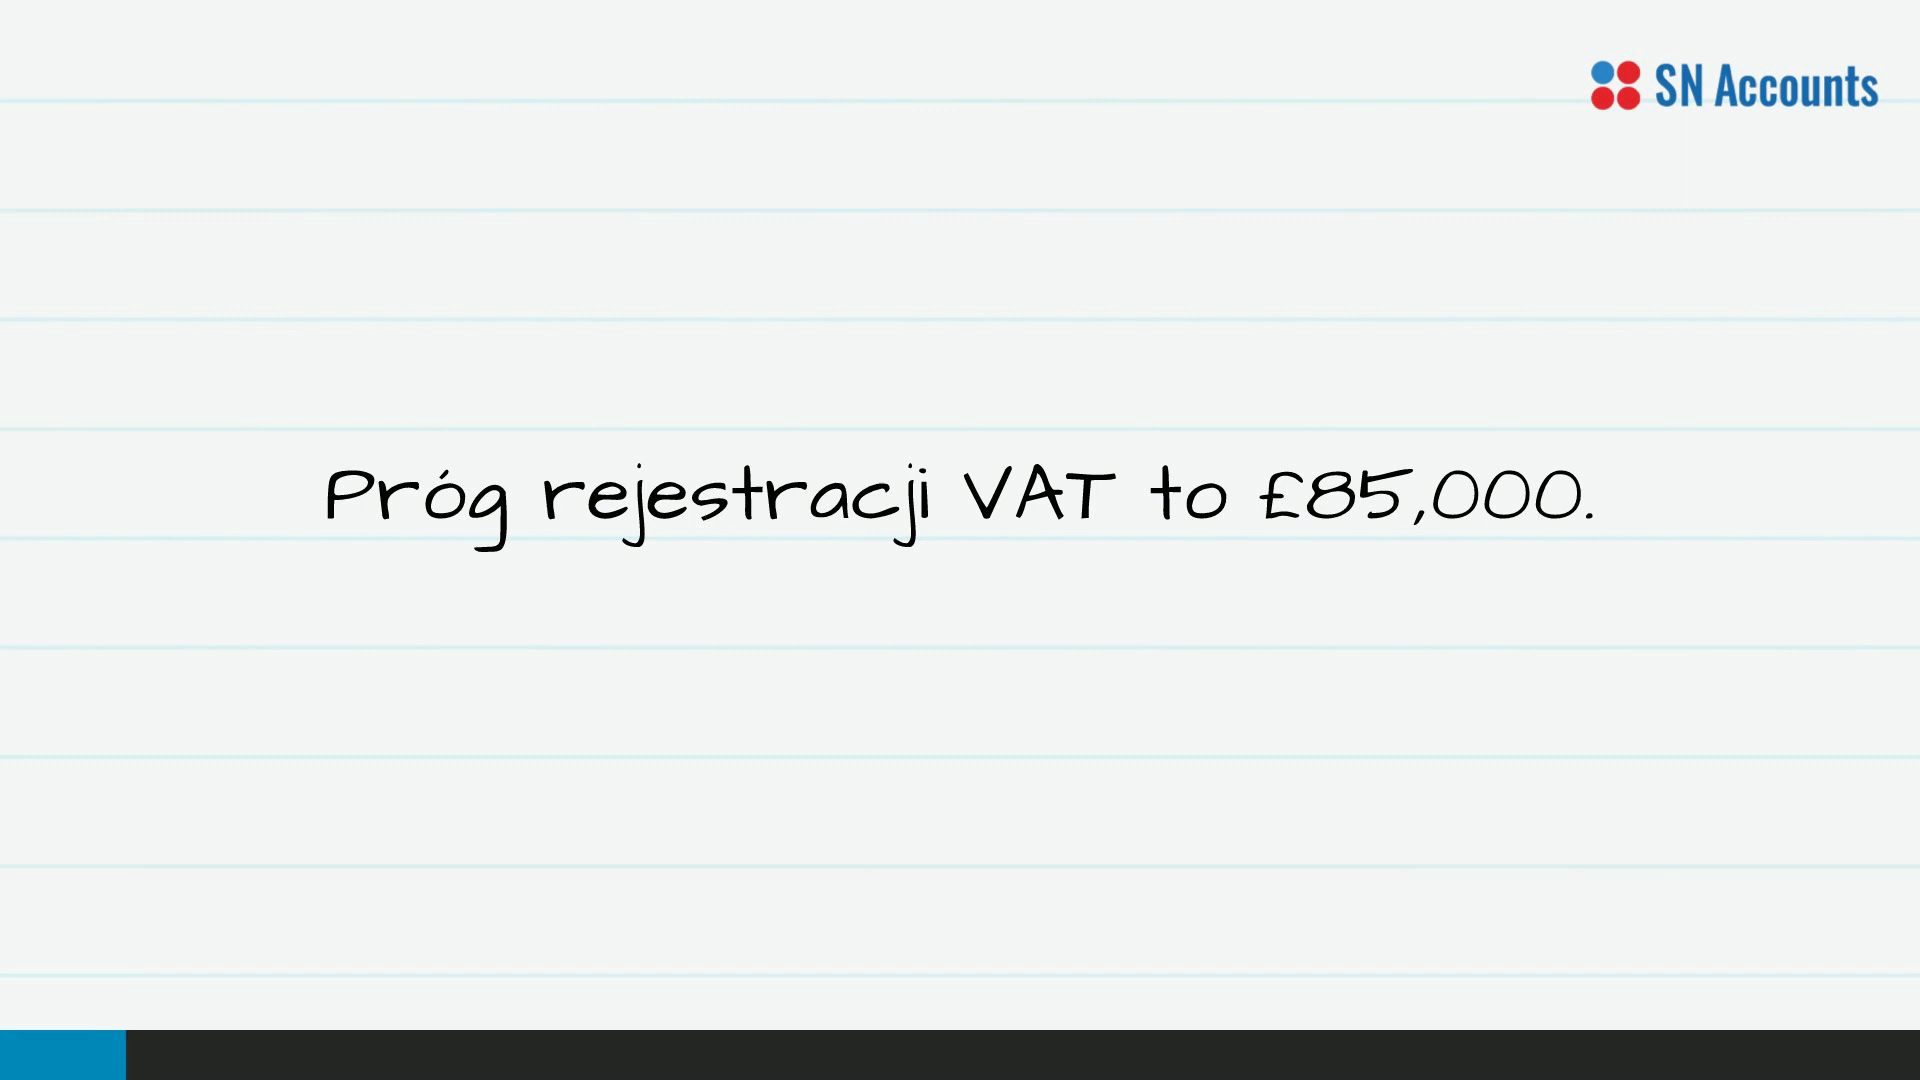 SN Accounts
Próg rejestracji VAT to £85,000.